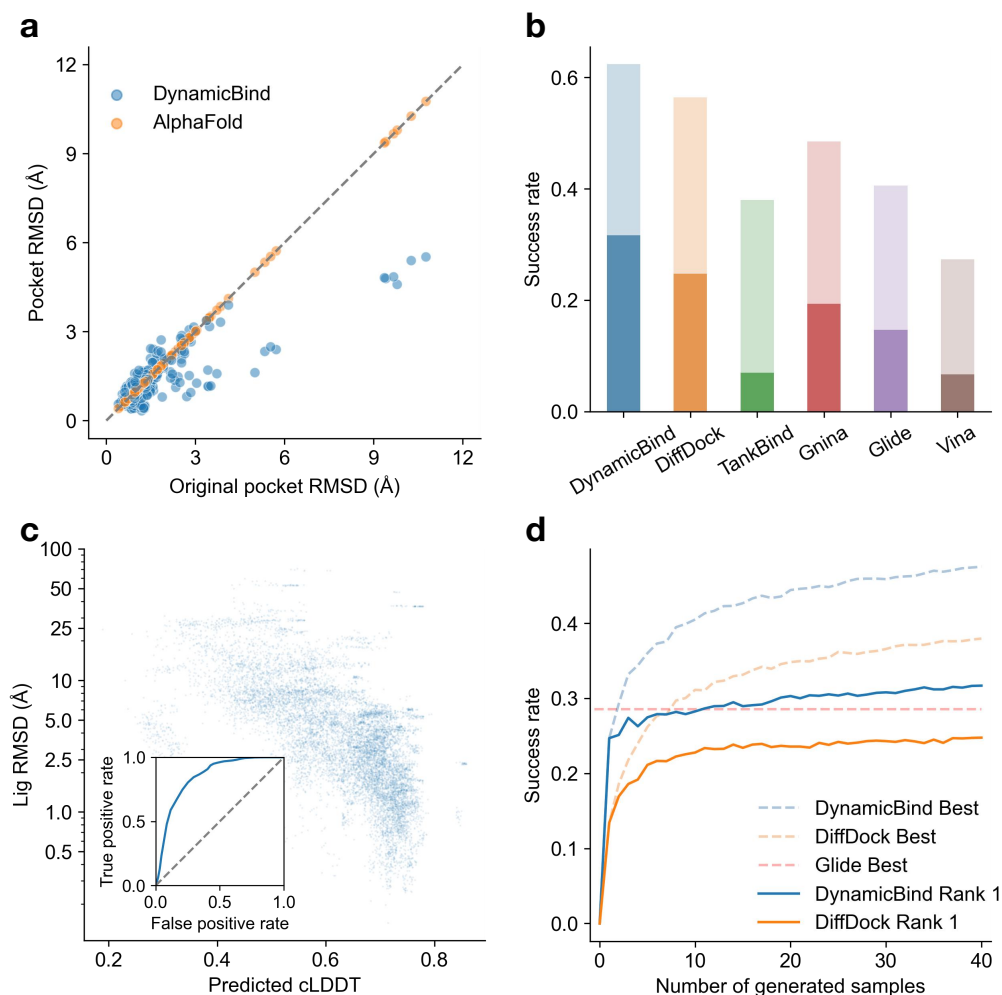 a
12
9
6
3
0
Pocket RMSD (Å)
DynamicBind
AlphaFold
0 3 6 9 12
Original pocket RMSD (Å)
b
0.6
0.4
0.2
0.0
Success rate
DynamicBind DiffDock TankBind Gnina Glide Vina
c
100
50
25
10
5.0
2.5
1.0
0.5
Lig RMSD (Å)
1.0
0.5
0.0
True positive rate
0.0 0.5 1.0
False positive rate
0.2 0.4 0.6 0.8
Predicted cLDDT
d
0.4
0.3
0.2
0.1
0.0
Success rate
DynamicBind Best
DiffDock Best
Glide Best
DynamicBind Rank 1
DiffDock Rank 1
0 10 20 30 40
Number of generated samples